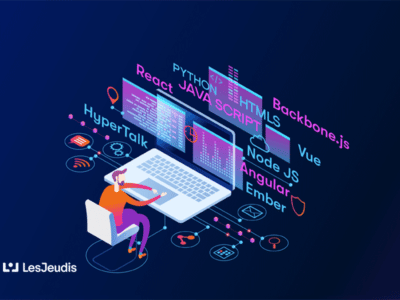 React
PYTHON
JAVA SCRIPT
HTML5
Backbone.js
HyperTalk
Vue
Node JS
Angular
Ember
LesJeudis